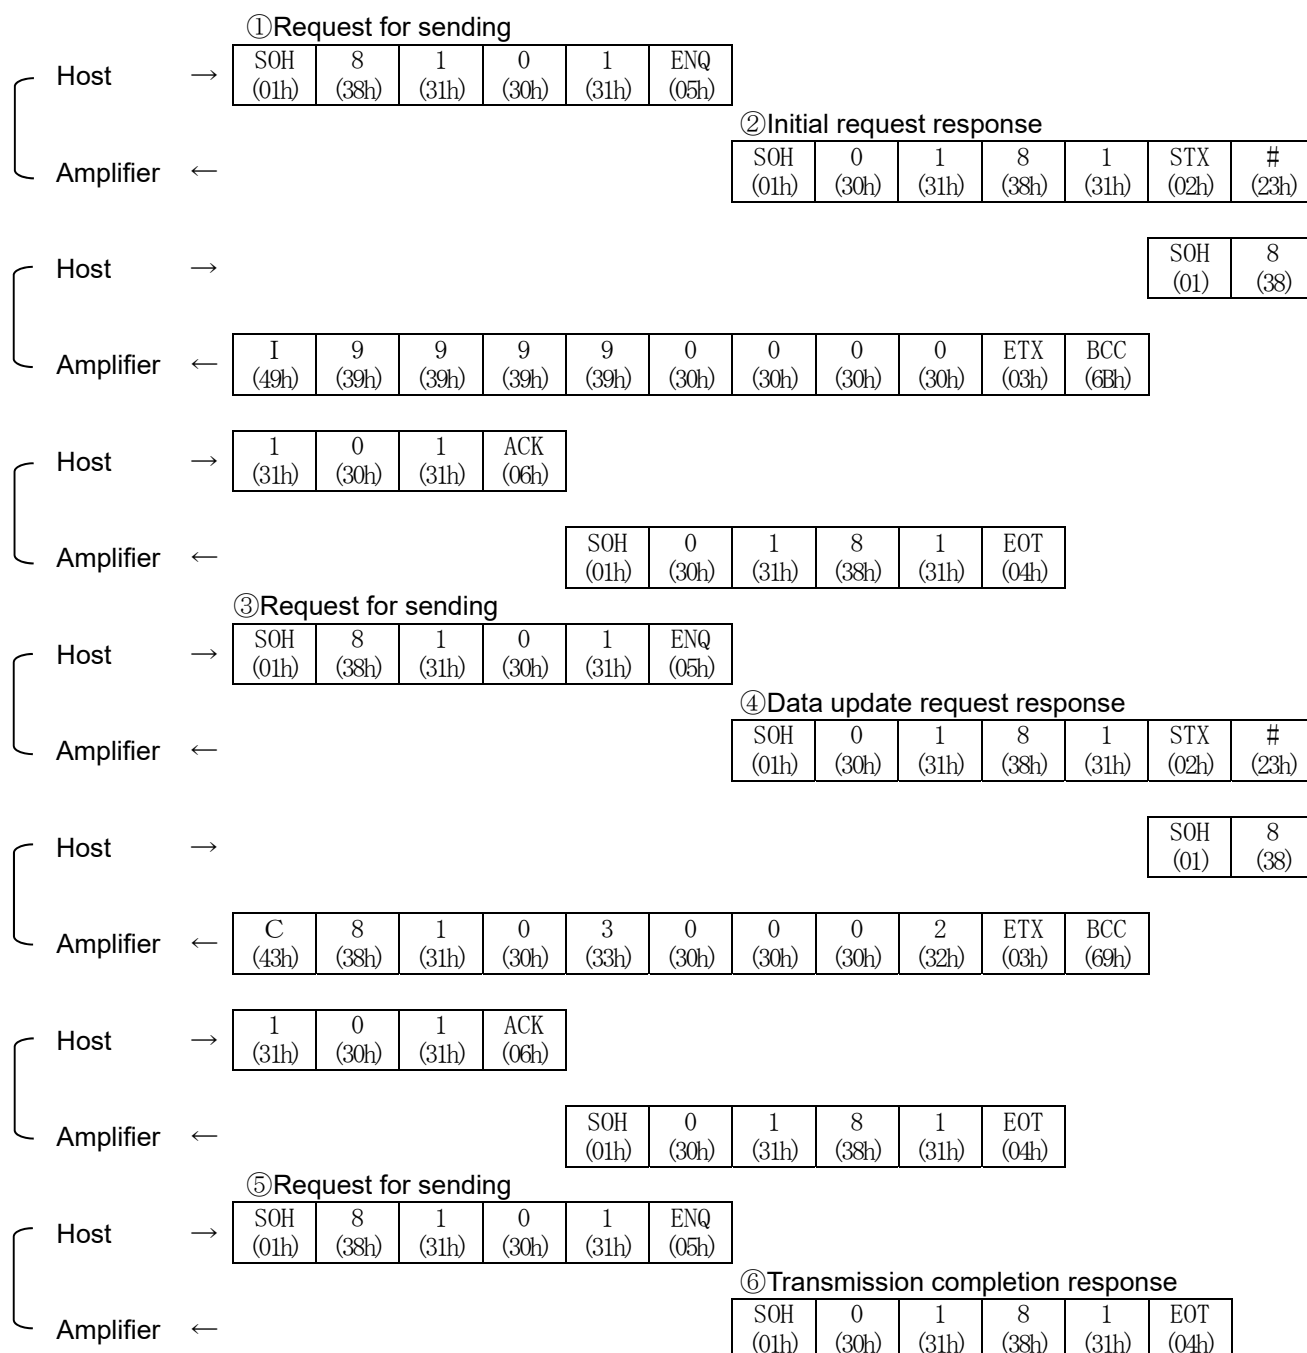 ①Request for sending
Host → SOH 8 1 0 1 ENQ
(01h) (38h) (31h) (30h) (31h) (05h)
②Initial request response
Amplifier ← SOH 0 1 8 1 STX #
(01h) (30h) (31h) (38h) (31h) (02h) (23h)
Host → SOH 8
(01) (38)
Amplifier ← I 9 9 9 9 0 0 0 0 ETX BCC
(49h) (39h) (39h) (39h) (39h) (30h) (30h) (30h) (30h) (03h) (6Bh)
Host → 1 0 1 ACK
(31h) (30h) (31h) (06h)
Amplifier ← SOH 0 1 8 1 EOT
(01h) (30h) (31h) (38h) (31h) (04h)
③Request for sending
Host → SOH 8 1 0 1 ENQ
(01h) (38h) (31h) (30h) (31h) (05h)
④Data update request response
Amplifier ← SOH 0 1 8 1 STX #
(01h) (30h) (31h) (38h) (31h) (02h) (23h)
Host → SOH 8
(01) (38)
Amplifier ← C 8 1 0 3 0 0 0 2 ETX BCC
(43h) (38h) (31h) (30h) (33h) (30h) (30h) (30h) (32h) (03h) (69h)
Host → 1 0 1 ACK
(31h) (30h) (31h) (06h)
Amplifier ← SOH 0 1 8 1 EOT
(01h) (30h) (31h) (38h) (31h) (04h)
⑤Request for sending
Host → SOH 8 1 0 1 ENQ
(01h) (38h) (31h) (30h) (31h) (05h)
⑥Transmission completion response
Amplifier ← SOH 0 1 8 1 EOT
(01h) (30h) (31h) (38h) (31h) (04h)